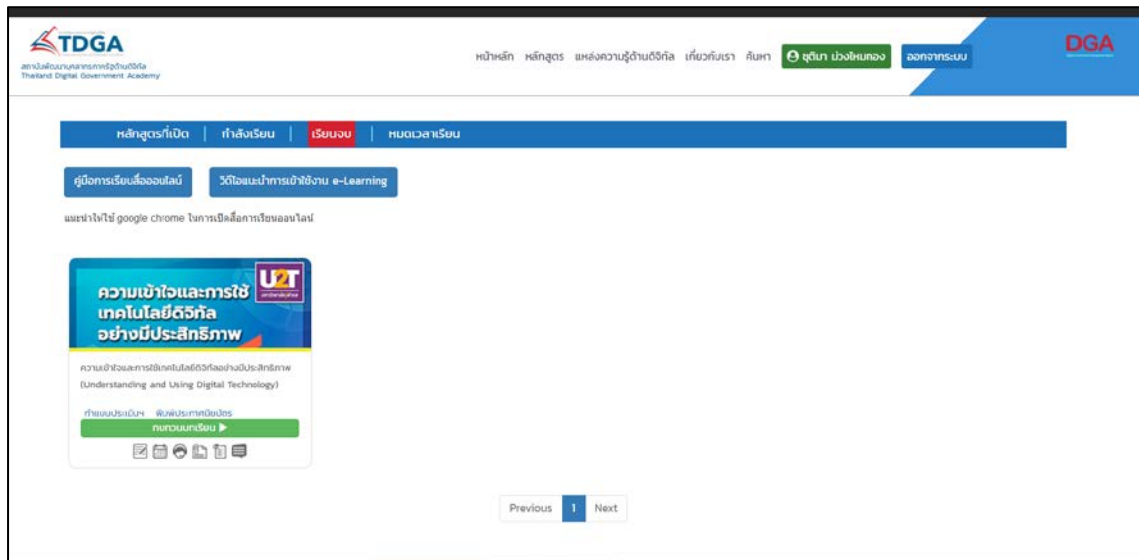 TDGA
สถาบันพัฒนาบุคลากรภาครัฐด้านดิจิทัล
Thailand Digital Government Academy
หน้าหลัก หลักสูตร แหล่งความรู้ด้านดิจิทัล เกี่ยวกับเรา ค้นหา ชุติมา ม่วงไหมทอง ออกจากระบบ
DGA
หลักสูตรที่เปิด | กำลังเรียน | เรียนจบ | หมดเวลาเรียน
คู่มือการเรียนสื่อออนไลน์ วิดีโอแนะนำการเข้าใช้งาน e-Learning
แนะนำให้ใช้ google chrome ในการเปิดสื่อการเรียนออนไลน์
U2T
ความเข้าใจและการใช้
เทคโนโลยีดิจิทัล
อย่างมีประสิทธิภาพ
ความเข้าใจและการใช้เทคโนโลยีดิจิทัลอย่างมีประสิทธิภาพ
(Understanding and Using Digital Technology)
ทำแบบประเมินฯ พิมพ์ประกาศนียบัตร
ทบทวนบทเรียน
Previous 1 Next